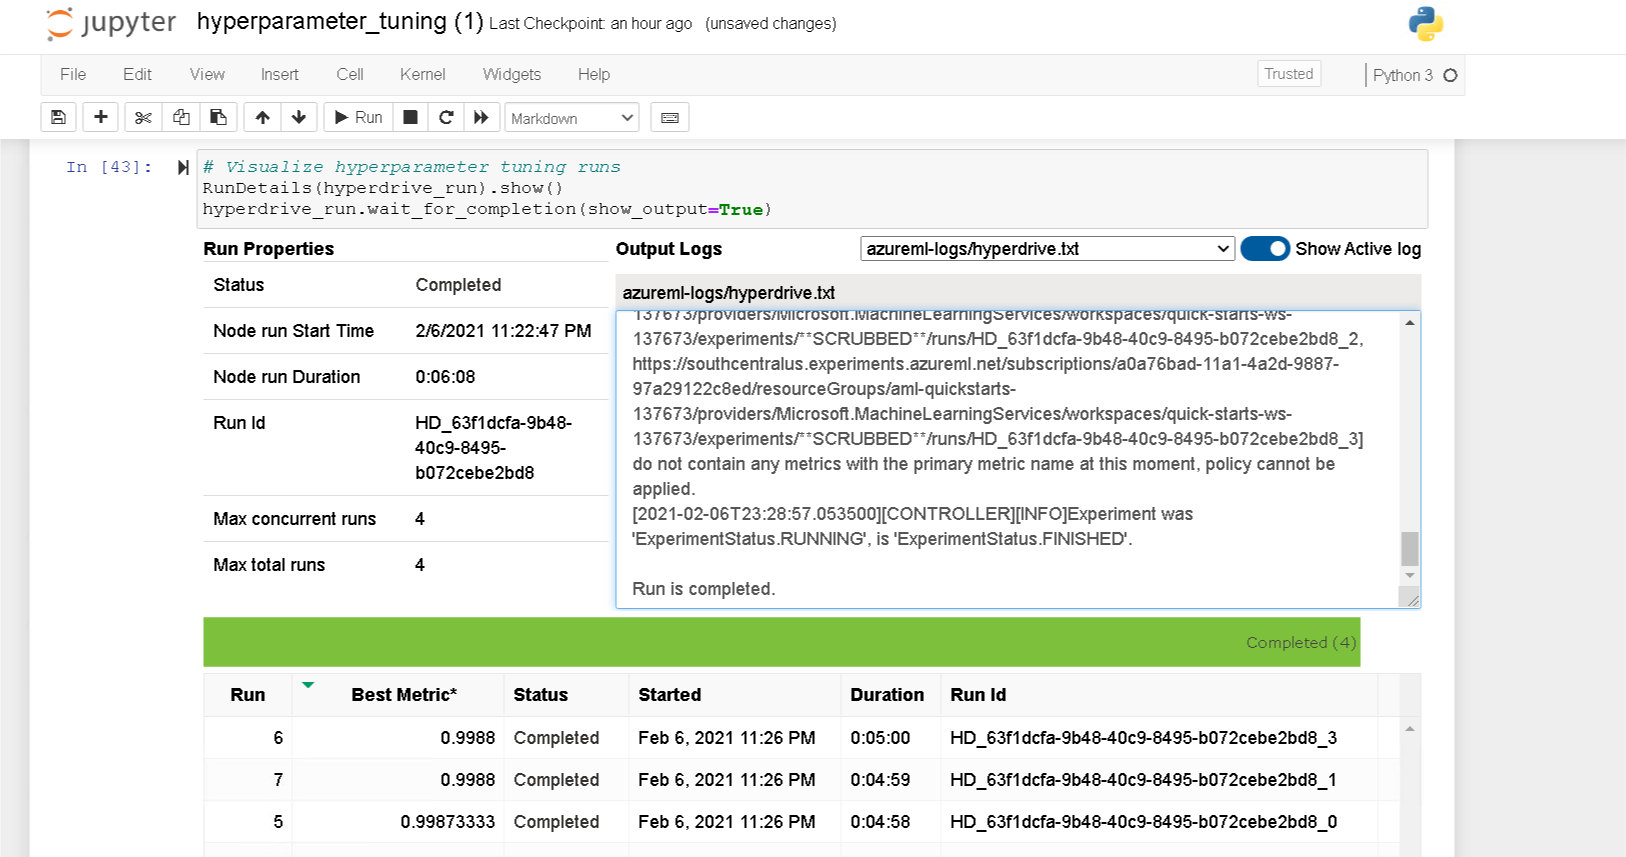 jupyter hyperparameter_tuning (1) Last Checkpoint: an hour ago (unsaved changes)
File Edit View Insert Cell Kernel Widgets Help Trusted Python 3
Run Markdown
In [43]: # Visualize hyperparameter tuning runs
RunDetails(hyperdrive_run).show()
hyperdrive_run.wait_for_completion(show_output=True)
Run Properties
Status Completed
Node run Start Time 2/6/2021 11:22:47 PM
Node run Duration 0:06:08
Run Id HD_63f1dcfa-9b48-
40c9-8495-
b072cebe2bd8
Max concurrent runs 4
Max total runs 4
Output Logs azureml-logs/hyperdrive.txt Show Active log
azureml-logs/hyperdrive.txt
137673/providers/Microsoft.MachineLearningServices/workspaces/quick-starts-ws-
137673/experiments/**SCRUBBED**/runs/HD_63f1dcfa-9b48-40c9-8495-b072cebe2bd8_2,
https://southcentralus.experiments.azureml.net/subscriptions/a0a76bad-11a1-4a2d-9887-
97a29122c8ed/resourceGroups/aml-quickstarts-
137673/providers/Microsoft.MachineLearningServices/workspaces/quick-starts-ws-
137673/experiments/**SCRUBBED**/runs/HD_63f1dcfa-9b48-40c9-8495-b072cebe2bd8_3]
do not contain any metrics with the primary metric name at this moment, policy cannot be
applied.
[2021-02-06T23:28:57.053500][CONTROLLER][INFO]Experiment was
'ExperimentStatus.RUNNING', is 'ExperimentStatus.FINISHED'.
Run is completed.
Completed (4)
Run Best Metric* Status Started Duration Run Id
6 0.9988 Completed Feb 6, 2021 11:26 PM 0:05:00 HD_63f1dcfa-9b48-40c9-8495-b072cebe2bd8_3
7 0.9988 Completed Feb 6, 2021 11:26 PM 0:04:59 HD_63f1dcfa-9b48-40c9-8495-b072cebe2bd8_1
5 0.99873333 Completed Feb 6, 2021 11:26 PM 0:04:58 HD_63f1dcfa-9b48-40c9-8495-b072cebe2bd8_0